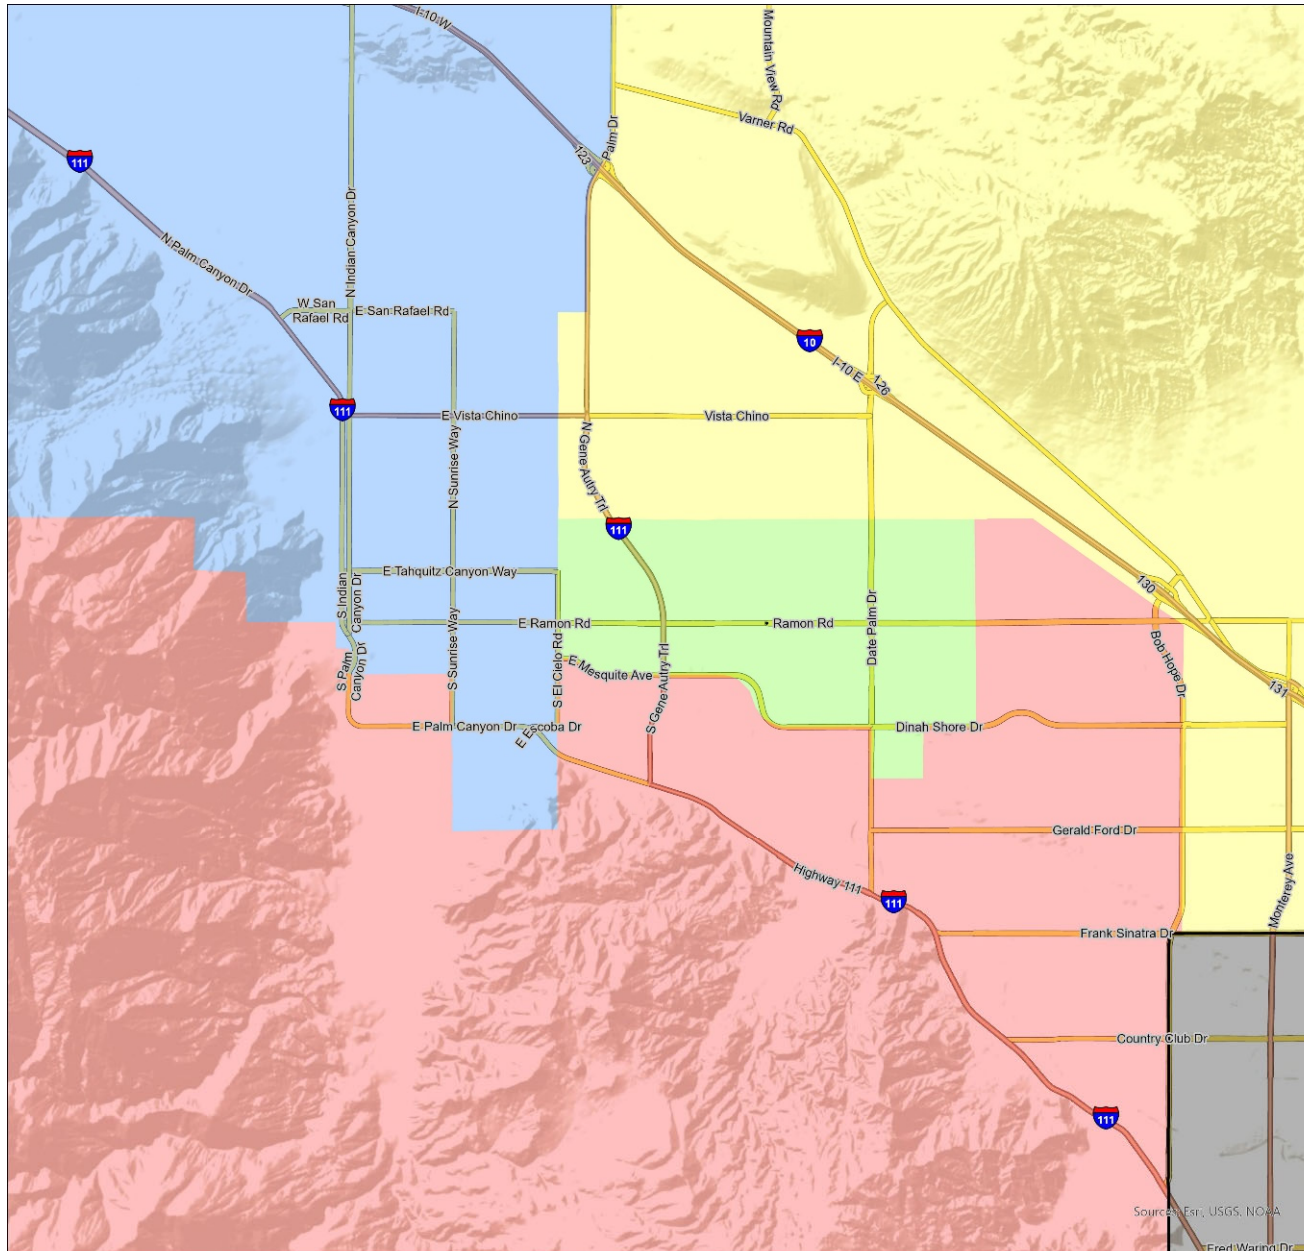 I-10 W
Mountain View Rd
Palm Dr
Varner Rd
123
111
N Indian Canyon Dr
N Palm Canyon Dr
W San
Rafael Rd
E San Rafael Rd
10
I-10 E
126
111
E Vista Chino
Vista Chino
N Sunrise Way
N Gene Autry Trl
111
E Tahquitz Canyon Way
130
S Indian
Canyon Dr
E Ramon Rd
Ramon Rd
Date Palm Dr
Bob Hope Dr
S Palm
Canyon Dr
S Sunrise Way
S El Cielo Rd
E Mesquite Ave
S Gene Autry Trl
131
E Palm Canyon Dr
E E
scoba Dr
Dinah Shore Dr
Gerald Ford Dr
Highway 111
111
Monterey Ave
Frank Sinatra Dr
Country Club Dr
111
Sources: Esri, USGS, NOAA
Fred Waring Dr